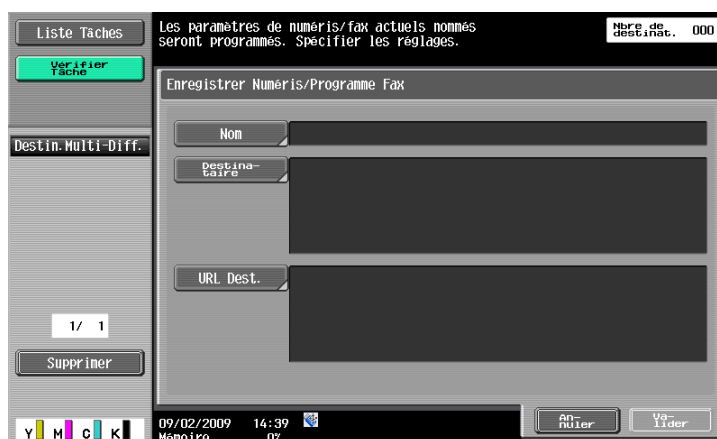 Liste Tâches
Vérifier
Tâche
Destin.Multi-Diff.
1/ 1
Supprimer
Y M C K
Les paramètres de numéris/fax actuels nommés
seront programmés. Spécifier les réglages.
Nbre de
destinat. 000
Enregistrer Numéris/Programme Fax
Nom
Destina-
taire
URL Dest.
09/02/2009 14:39
Mémoire 0%
An-
nuler
Va-
lider